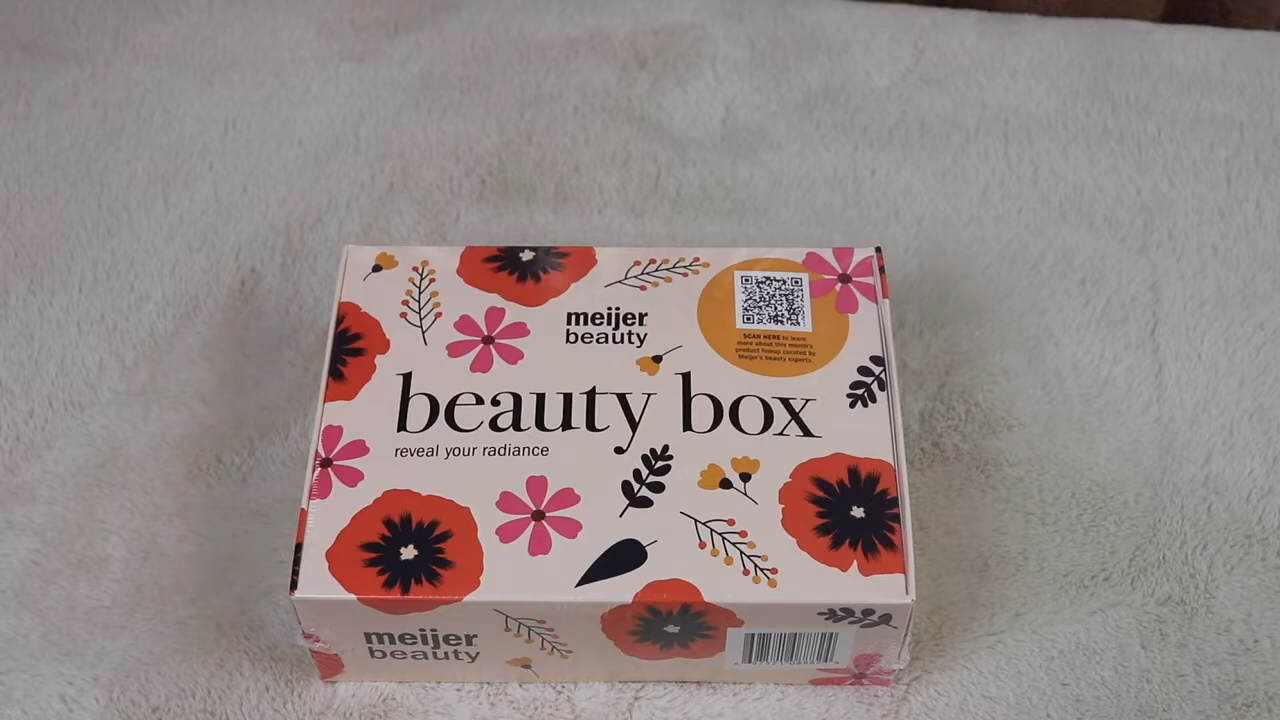 meijer
beauty
SCAN HERE to learn
more about this month's
product lineup curated by
Meijer's beauty experts.
beauty box
reveal your radiance
meijer
beauty